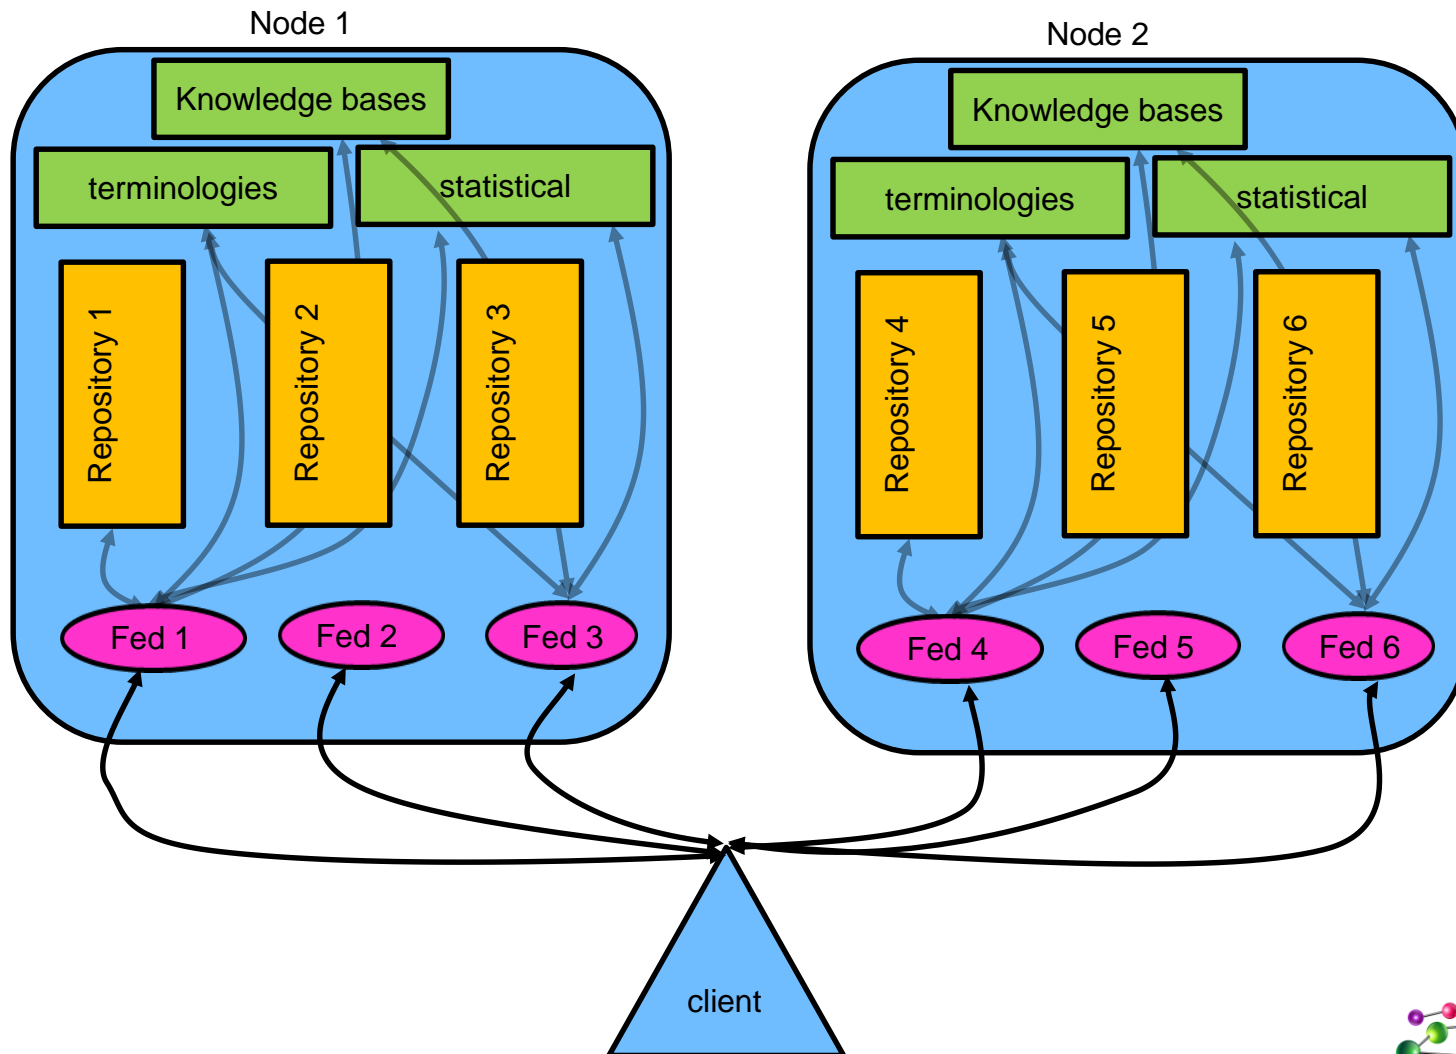 Node 1
Node 2
Knowledge bases
terminologies
statistical
Repository 1
Repository 2
Repository 3
Fed 1
Fed 2
Fed 3
Knowledge bases
terminologies
statistical
Repository 4
Repository 5
Repository 6
Fed 4
Fed 5
Fed 6
client